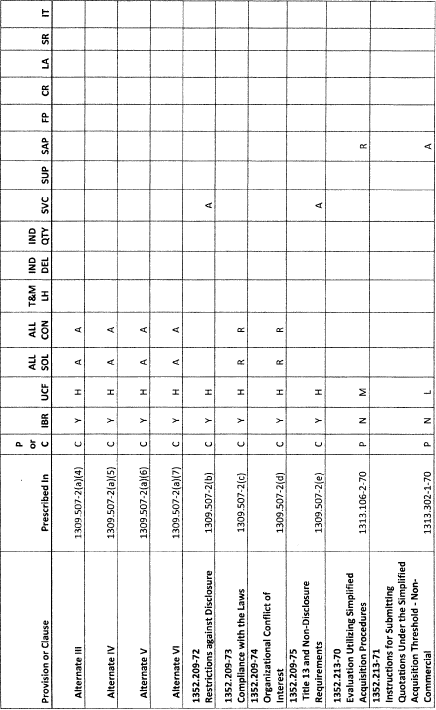 Provision or Clause Prescribed In P or C IBR UCF ALL SOL ALL CON T&M LH IND DEL IND QTY SVC SUP SAP FP CR LA SR IT
Alternate III 1309.507-2(a)(4) C Y H A A
Alternate IV 1309.507-2(a)(5) C Y H A A
Alternate V 1309.507-2(a)(6) C Y H A A
Alternate VI 1309.507-2(a)(7) C Y H A A
1352.209-72
Restrictions against Disclosure 1309.507-2(b) C Y H A
1352.209-73
Compliance with the Laws 1309.507-2(c) C Y H R R
1352.209-74
Organizational Conflict of
Interest 1309.507-2(d) C Y H R R
1352.209-75
Title 13 and Non-Disclosure
Requirements 1309.507-2(e) C Y H A
1352.213-70
Evaluation Utilizing Simplified
Acquisition Procedures 1313.106-2-70 P N M R
1352.213-71
Instructions for Submitting
Quotations Under the Simplified
Acquisition Threshold - Non-
Commercial 1313.302-1-70 P N L A